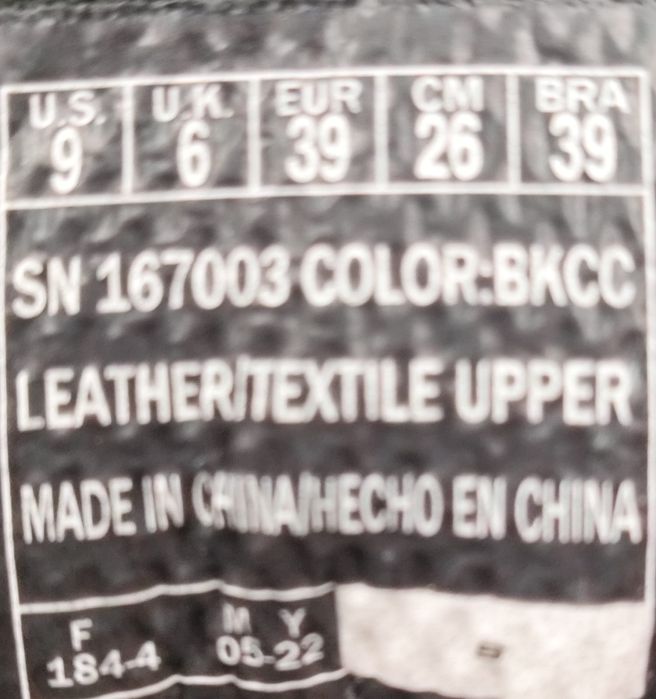 U.S. U.K. EUR CM BRA
9 6 39 26 39
SN 167003 COLOR:BKCC
LEATHER/TEXTILE UPPER
MADE IN CHINA/HECHO EN CHINA
F M Y
184-4 05-22